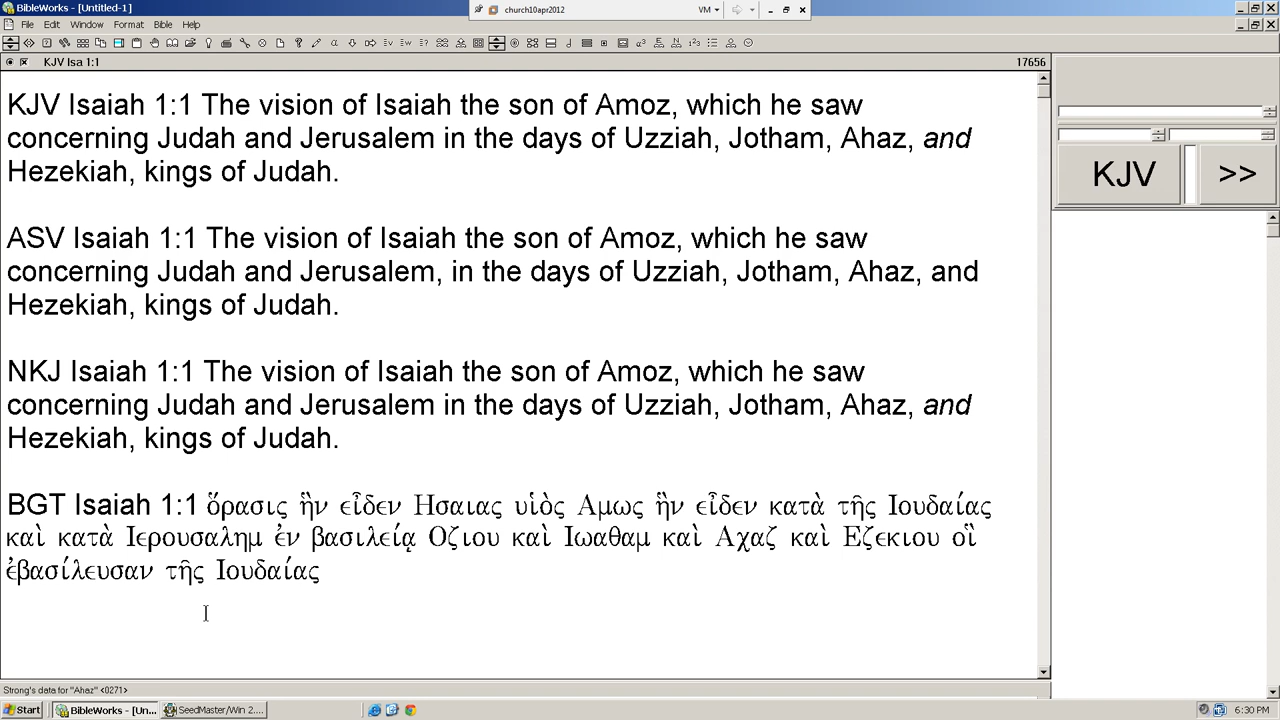 BibleWorks - [Untitled-1]
church10apr2012
VM
File Edit Window Format Bible Help
KJV Isa 1:1 17656
KJV Isaiah 1:1 The vision of Isaiah the son of Amoz, which he saw
concerning Judah and Jerusalem in the days of Uzziah, Jotham, Ahaz, and
Hezekiah, kings of Judah.
ASV Isaiah 1:1 The vision of Isaiah the son of Amoz, which he saw
concerning Judah and Jerusalem, in the days of Uzziah, Jotham, Ahaz, and
Hezekiah, kings of Judah.
NKJ Isaiah 1:1 The vision of Isaiah the son of Amoz, which he saw
concerning Judah and Jerusalem in the days of Uzziah, Jotham, Ahaz, and
Hezekiah, kings of Judah.
BGT Isaiah 1:1 ὅρασις ἣν εἶδεν Ησαιας υἱὸς Αμως ἣν εἶδεν κατὰ τῆς Ιουδαίας
καὶ κατὰ Ιερουσαλημ ἐν βασιλείᾳ Οζιου καὶ Ιωαθαμ καὶ Αχαζ καὶ Εζεκιου οἳ
ἐβασίλευσαν τῆς Ιουδαίας
KJV >>
Strong's data for "Ahaz" <0271>
Start BibleWorks - [Un... SeedMaster/Win 2.... 6:30 PM